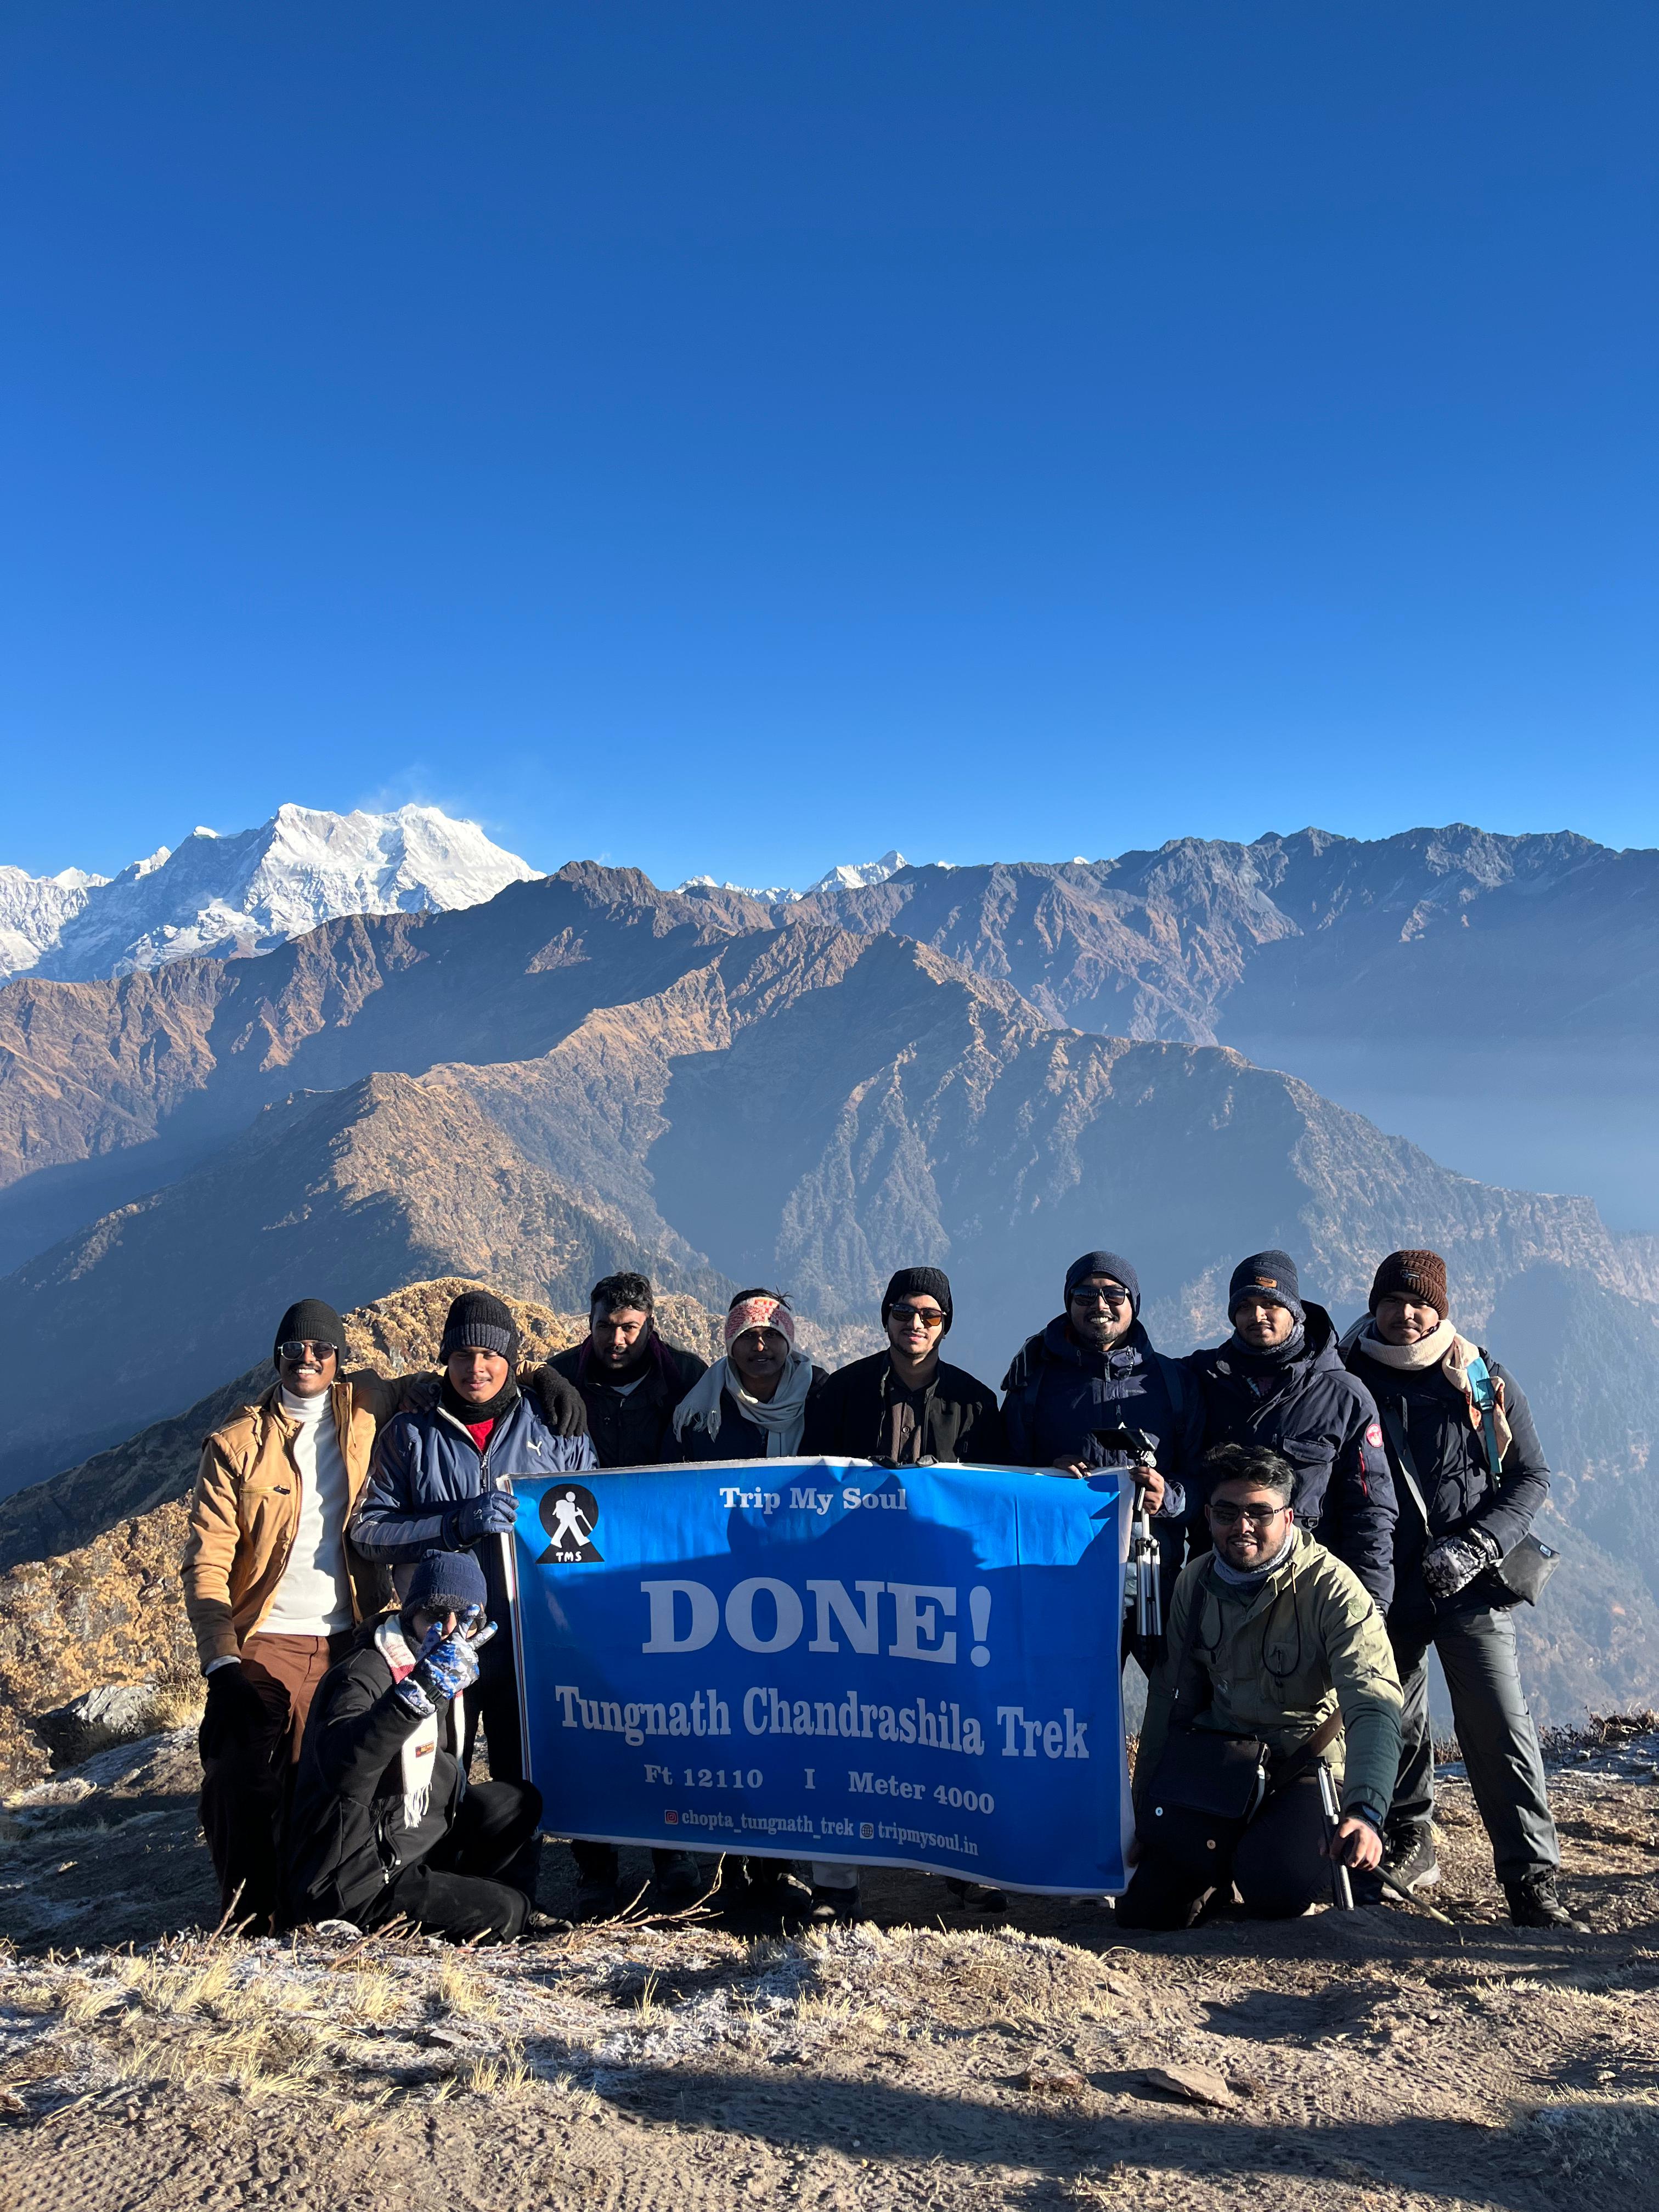 Trip My Soul
TMS
DONE!
Tungnath Chandrashila Trek
Ft 12110 I Meter 4000
chopta_tungnath_trek tripmysoul.in